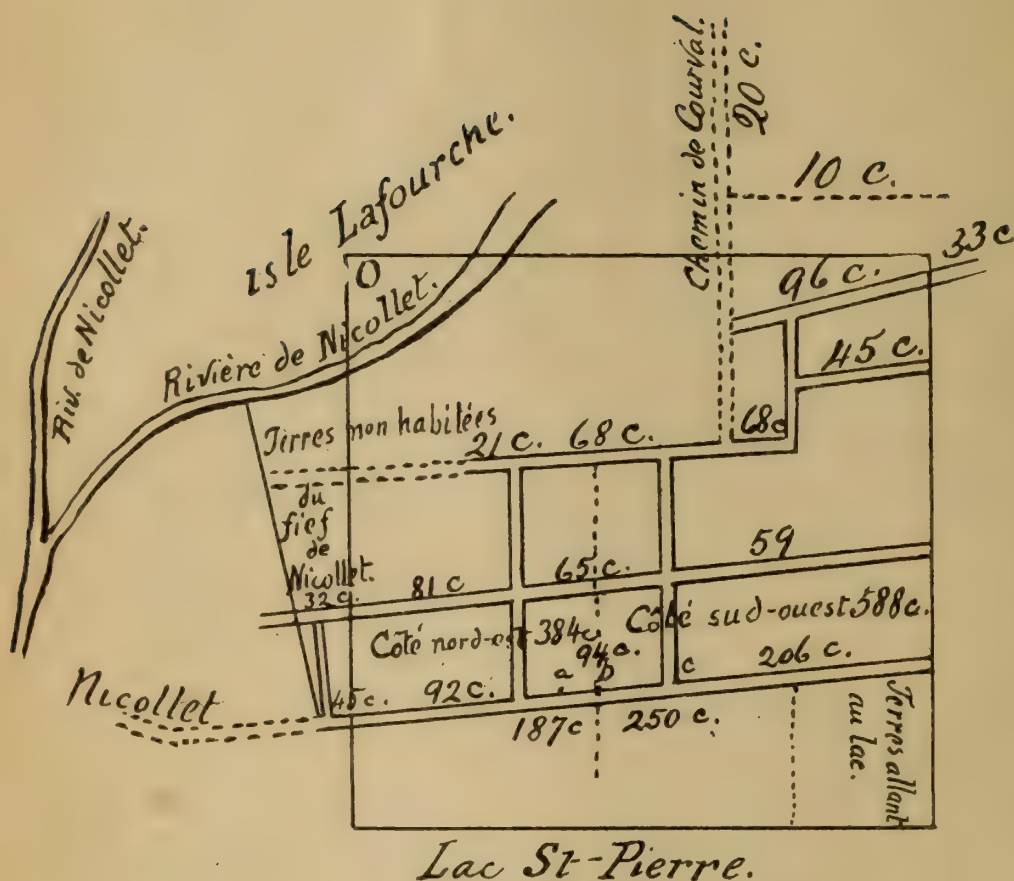 Chemin de Courval.
20 c.
10 c.
Isle Lafourche.
O
33 c
96 c.
Riv. de Nicollet.
Rivière de Nicollet.
45 c.
Terres non habitées
21 c. 68 c.
68 c
du
fief
de
Nicollet.
32 c.
81 c
65 c.
59
Côté nord-est 384 c.
Côté sud-ouest 588 c.
94 c.
a b
c
206 c.
Nicollet
45 c.
92 c.
187 c
250 c.
Terres allant
au lac.
Lac St-Pierre.